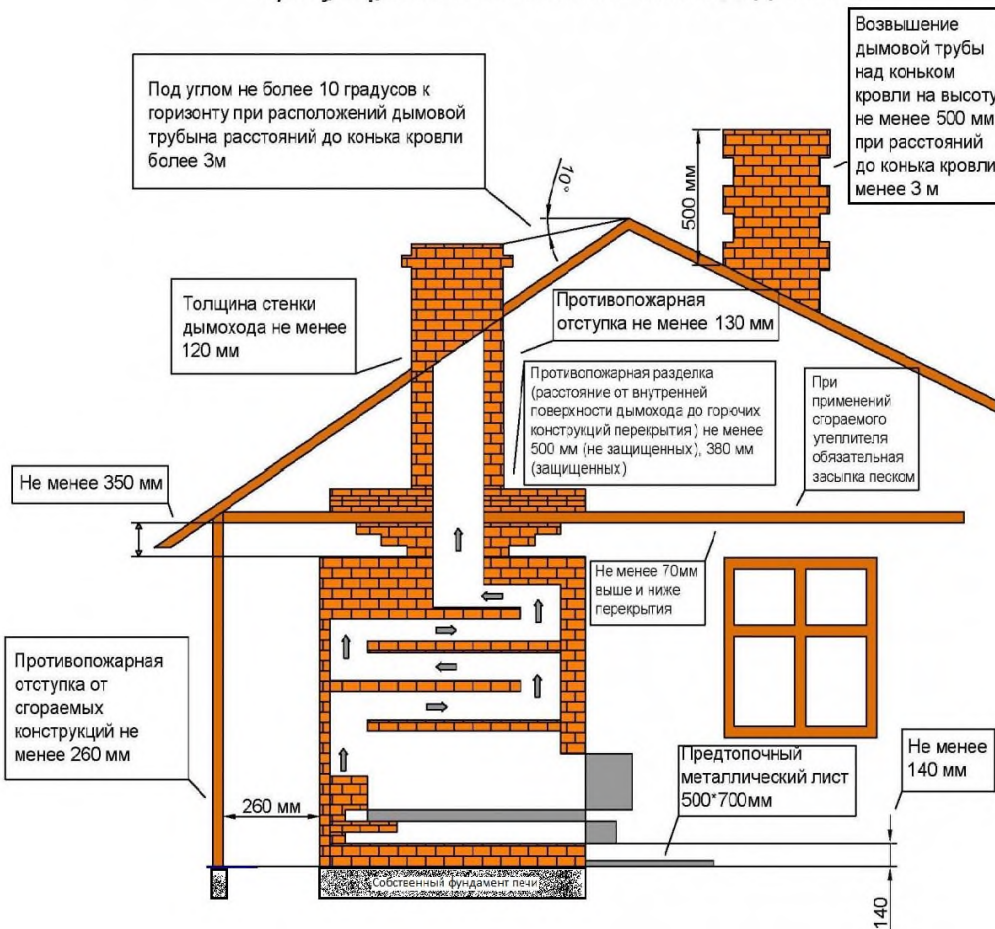 Под углом не более 10 градусов к
горизонту при расположений дымовой
трубына расстояний до конька кровли
более 3м
Возвышение
дымовой трубы
над коньком
кровли на высоту
не менее 500 мм
при расстояний
до конька кровли
менее 3 м
10°
500 мм
Толщина стенки
дымохода не менее
120 мм
Противопожарная
отступка не менее 130 мм
Противопожарная разделка
(расстояние от внутренней
поверхности дымохода до горючих
конструкций перекрытия) не менее
500 мм (не защищенных), 380 мм
(защищенных)
При
применений
сгораемого
утеплителя
обязательная
засыпка песком
Не менее 350 мм
Не менее 70мм
выше и ниже
перекрытия
Противопожарная
отступка от
сгораемых
конструкций не
менее 260 мм
260 мм
Предтопочный
металлический лист
500*700мм
Не менее
140 мм
140
Собственный фундамент печи